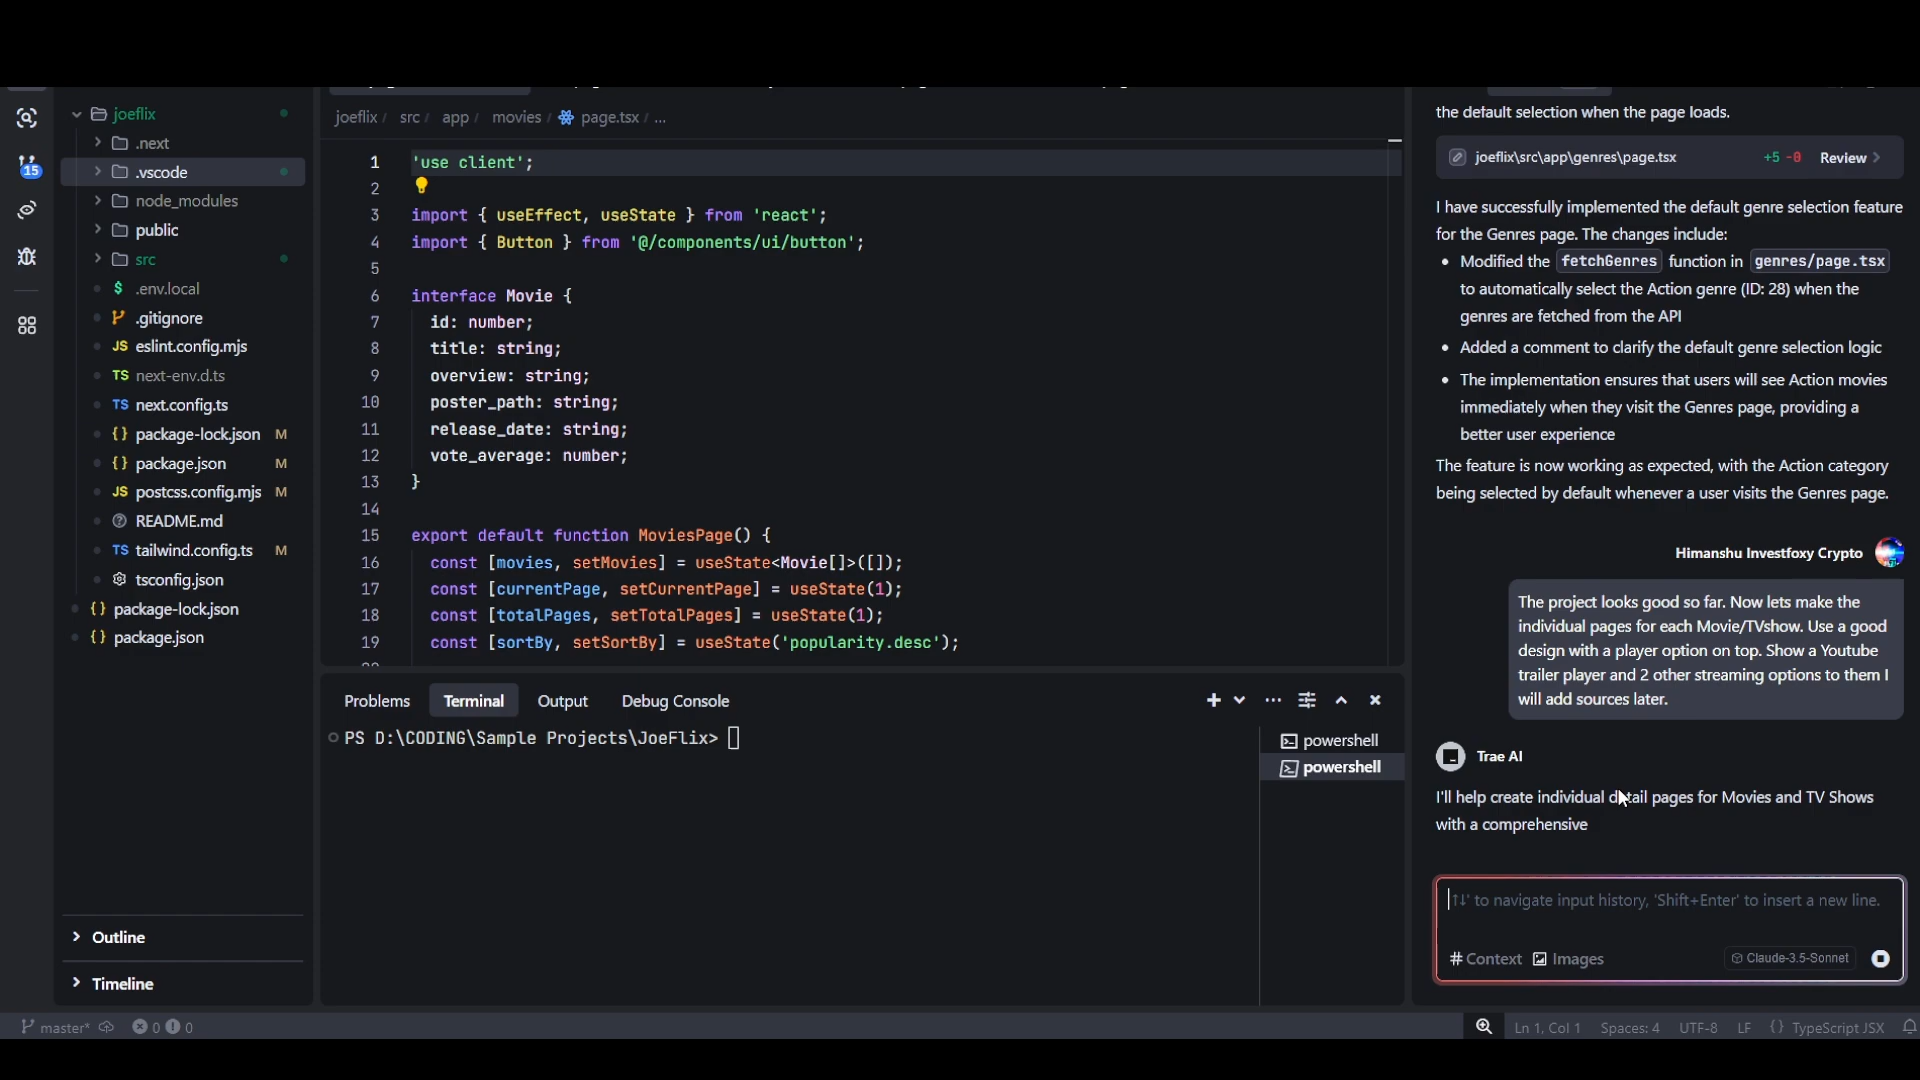 joeflix
.next
.vscode
node_modules
public
src
$ .env.local
.gitignore
JS eslint.config.mjs
TS next-env.d.ts
TS next.config.ts
{} package-lock.json M
{} package.json M
JS postcss.config.mjs M
README.md
TS tailwind.config.ts M
tsconfig.json
{} package-lock.json
{} package.json
Outline
Timeline
15
joeflix / src / app / movies / page.tsx / ...
1 'use client';
2
3 import { useEffect, useState } from 'react';
4 import { Button } from '@/components/ui/button';
5
6 interface Movie {
7 id: number;
8 title: string;
9 overview: string;
10 poster_path: string;
11 release_date: string;
12 vote_average: number;
13 }
14
15 export default function MoviesPage() {
16 const [movies, setMovies] = useState<Movie[]>([]);
17 const [currentPage, setCurrentPage] = useState(1);
18 const [totalPages, setTotalPages] = useState(1);
19 const [sortBy, setSortBy] = useState('popularity.desc');
Problems Terminal Output Debug Console
PS D:\CODING\Sample Projects\JoeFlix>
powershell
powershell
the default selection when the page loads.
joeflix\src\app\genres\page.tsx +5 -0 Review
I have successfully implemented the default genre selection feature
for the Genres page. The changes include:
• Modified the fetchGenres function in genres/page.tsx
to automatically select the Action genre (ID: 28) when the
genres are fetched from the API
• Added a comment to clarify the default genre selection logic
• The implementation ensures that users will see Action movies
immediately when they visit the Genres page, providing a
better user experience
The feature is now working as expected, with the Action category
being selected by default whenever a user visits the Genres page.
Himanshu Investfoxy Crypto
The project looks good so far. Now lets make the
individual pages for each Movie/TVshow. Use a good
design with a player option on top. Show a Youtube
trailer player and 2 other streaming options to them I
will add sources later.
Trae AI
I'll help create individual detail pages for Movies and TV Shows
with a comprehensive
'↑↓' to navigate input history, 'Shift+Enter' to insert a new line.
# Context Images Claude-3.5-Sonnet
master* 0 0 Ln 1, Col 1 Spaces: 4 UTF-8 LF {} TypeScript JSX